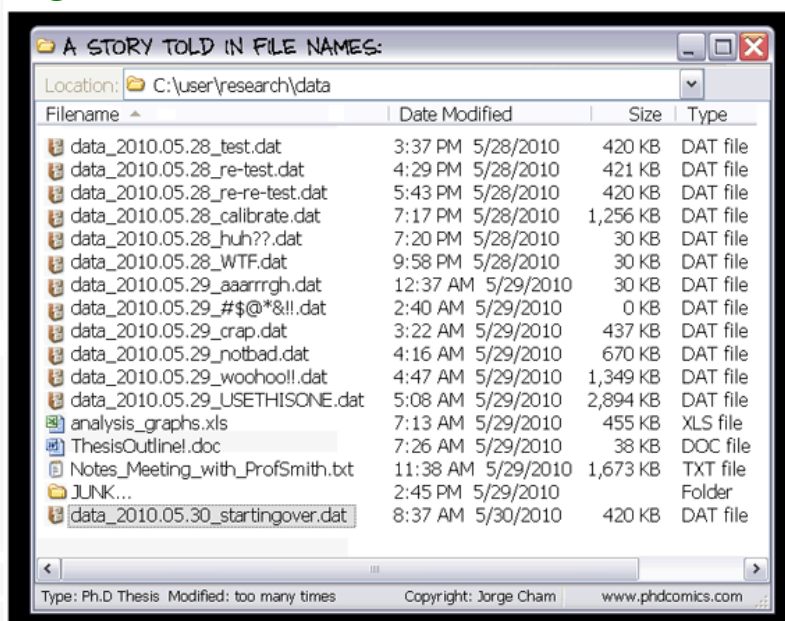 A STORY TOLD IN FILE NAMES:
Location: C:\user\research\data
Filename Date Modified Size Type
data_2010.05.28_test.dat 3:37 PM 5/28/2010 420 KB DAT file
data_2010.05.28_re-test.dat 4:29 PM 5/28/2010 421 KB DAT file
data_2010.05.28_re-re-test.dat 5:43 PM 5/28/2010 420 KB DAT file
data_2010.05.28_calibrate.dat 7:17 PM 5/28/2010 1,256 KB DAT file
data_2010.05.28_huh??.dat 7:20 PM 5/28/2010 30 KB DAT file
data_2010.05.28_WTF.dat 9:58 PM 5/28/2010 30 KB DAT file
data_2010.05.29_aaarrrgh.dat 12:37 AM 5/29/2010 30 KB DAT file
data_2010.05.29_#$@*&!!.dat 2:40 AM 5/29/2010 0 KB DAT file
data_2010.05.29_crap.dat 3:22 AM 5/29/2010 437 KB DAT file
data_2010.05.29_notbad.dat 4:16 AM 5/29/2010 670 KB DAT file
data_2010.05.29_woohoo!!.dat 4:47 AM 5/29/2010 1,349 KB DAT file
data_2010.05.29_USETHISONE.dat 5:08 AM 5/29/2010 2,894 KB DAT file
analysis_graphs.xls 7:13 AM 5/29/2010 455 KB XLS file
ThesisOutline!.doc 7:26 AM 5/29/2010 38 KB DOC file
Notes_Meeting_with_ProfSmith.txt 11:38 AM 5/29/2010 1,673 KB TXT file
JUNK... 2:45 PM 5/29/2010 Folder
data_2010.05.30_startingover.dat 8:37 AM 5/30/2010 420 KB DAT file
Type: Ph.D Thesis Modified: too many times Copyright: Jorge Cham www.phdcomics.com